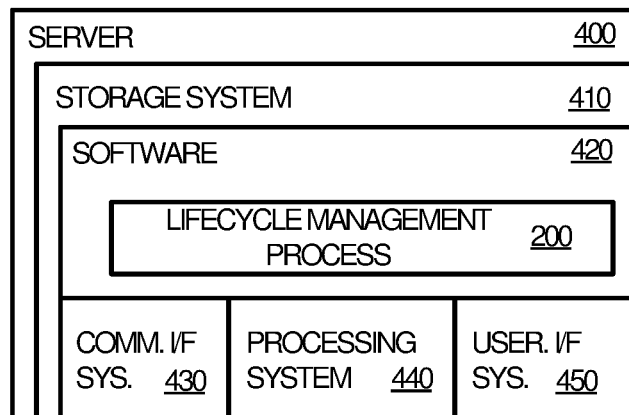 SERVER 400
STORAGE SYSTEM 410
SOFTWARE 420
LIFECYCLE MANAGEMENT
PROCESS 200
COMM. I/F
SYS. 430
PROCESSING
SYSTEM 440
USER. I/F
SYS. 450